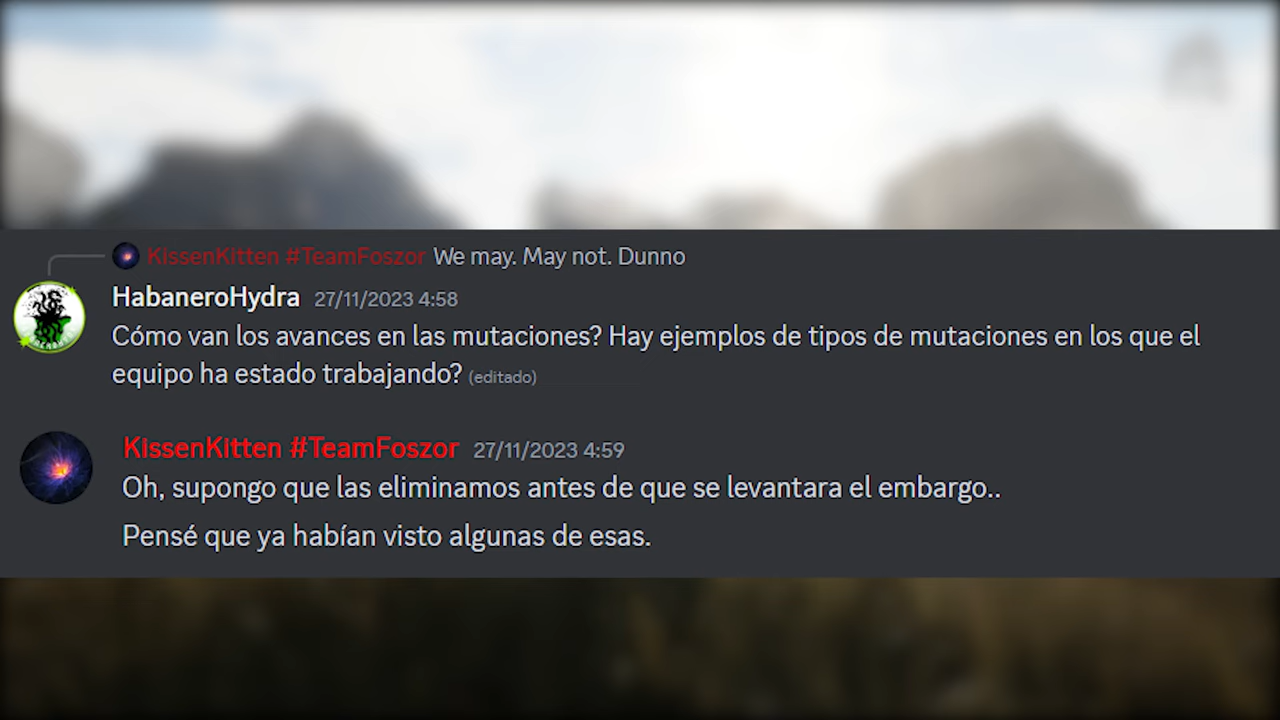 KissenKitten #TeamFoszor We may. May not. Dunno
HabaneroHydra 27/11/2023 4:58
Cómo van los avances en las mutaciones? Hay ejemplos de tipos de mutaciones en los que el
equipo ha estado trabajando? (editado)
KissenKitten #TeamFoszor 27/11/2023 4:59
Oh, supongo que las eliminamos antes de que se levantara el embargo..
Pensé que ya habían visto algunas de esas.